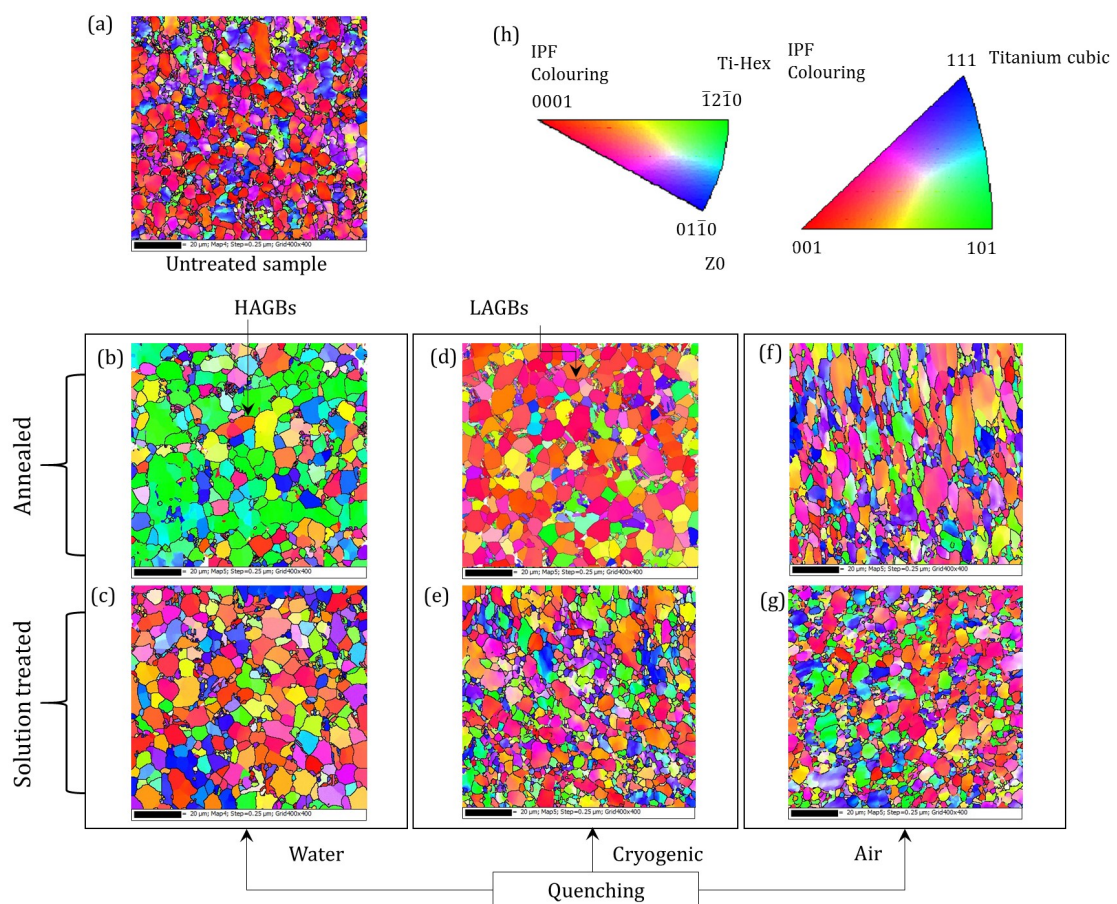 (a)
= 20 μm; Map4; Step=0.25 μm; Grid400x400
Untreated sample
(h)
IPF
Colouring
Ti-Hex
0001
1̅21̅0
011̅0
Z0
IPF
Colouring
111
Titanium cubic
001
101
HAGBs
LAGBs
Annealed
Solution treated
(b)
= 20 μm; Map5; Step=0.25 μm; Grid400x400
(d)
= 20 μm; Map5; Step=0.25 μm; Grid400x400
(f)
= 20 μm; Map5; Step=0.25 μm; Grid400x400
(c)
= 20 μm; Map4; Step=0.25 μm; Grid400x400
(e)
= 20 μm; Map5; Step=0.25 μm; Grid400x400
(g)
= 20 μm; Map5; Step=0.25 μm; Grid400x400
Water
Cryogenic
Air
Quenching